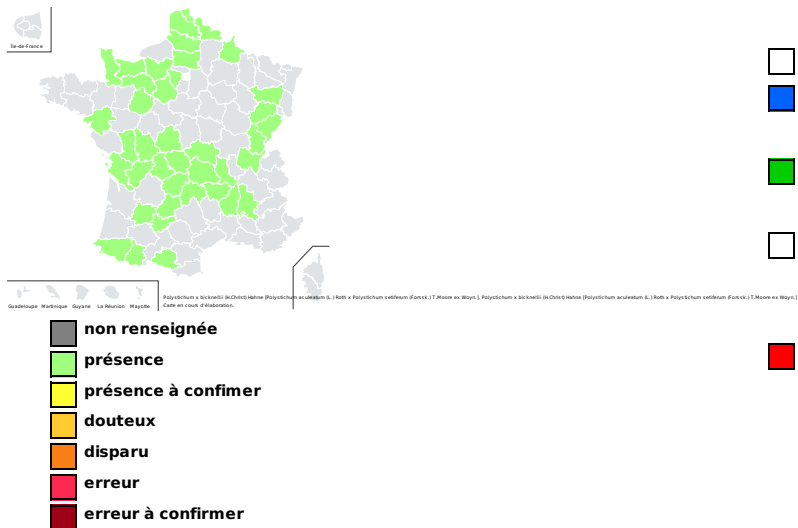 Île-de-France
Guadeloupe Martinique Guyane La Réunion Mayotte
Polystichum x bicknellii (H.Christ) Hahne [Polystichum aculeatum (L.) Roth x Polystichum setiferum (Forssk.) T.Moore ex Woyn.], Polystichum x bicknellii (H.Christ) Hahne [Polystichum aculeatum (L.) Roth x Polystichum setiferum (Forssk.) T.Moore ex Woyn.]
Carte en cours d'élaboration.
non renseignée
présence
présence à confimer
douteux
disparu
erreur
erreur à confirmer